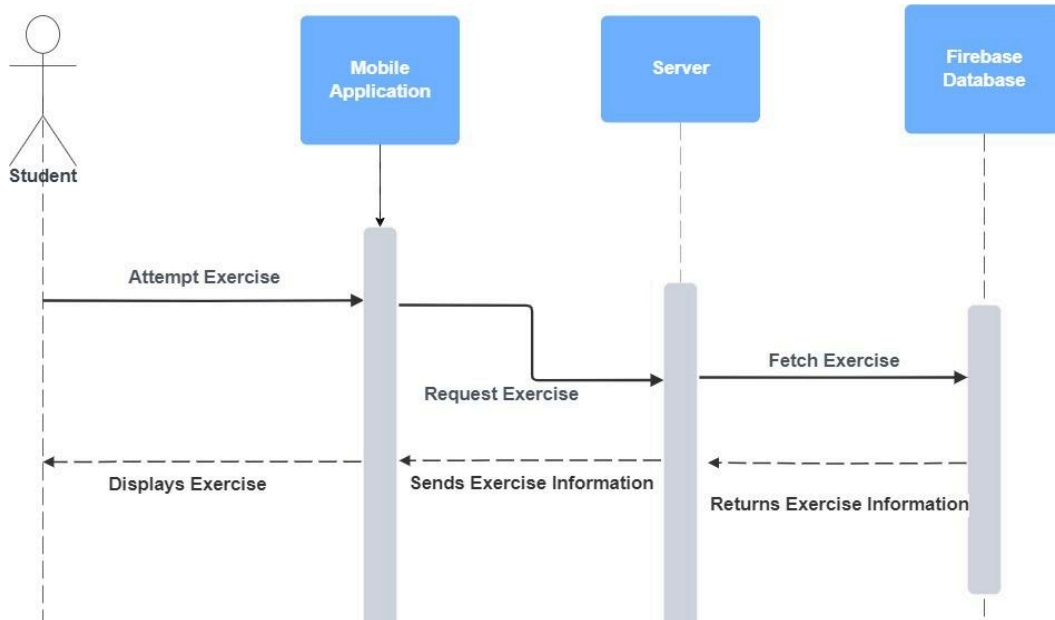 Mobile
Application
Server
Firebase
Database
Student
Attempt Exercise
Request Exercise
Fetch Exercise
Displays Exercise
Sends Exercise Information
Returns Exercise Information